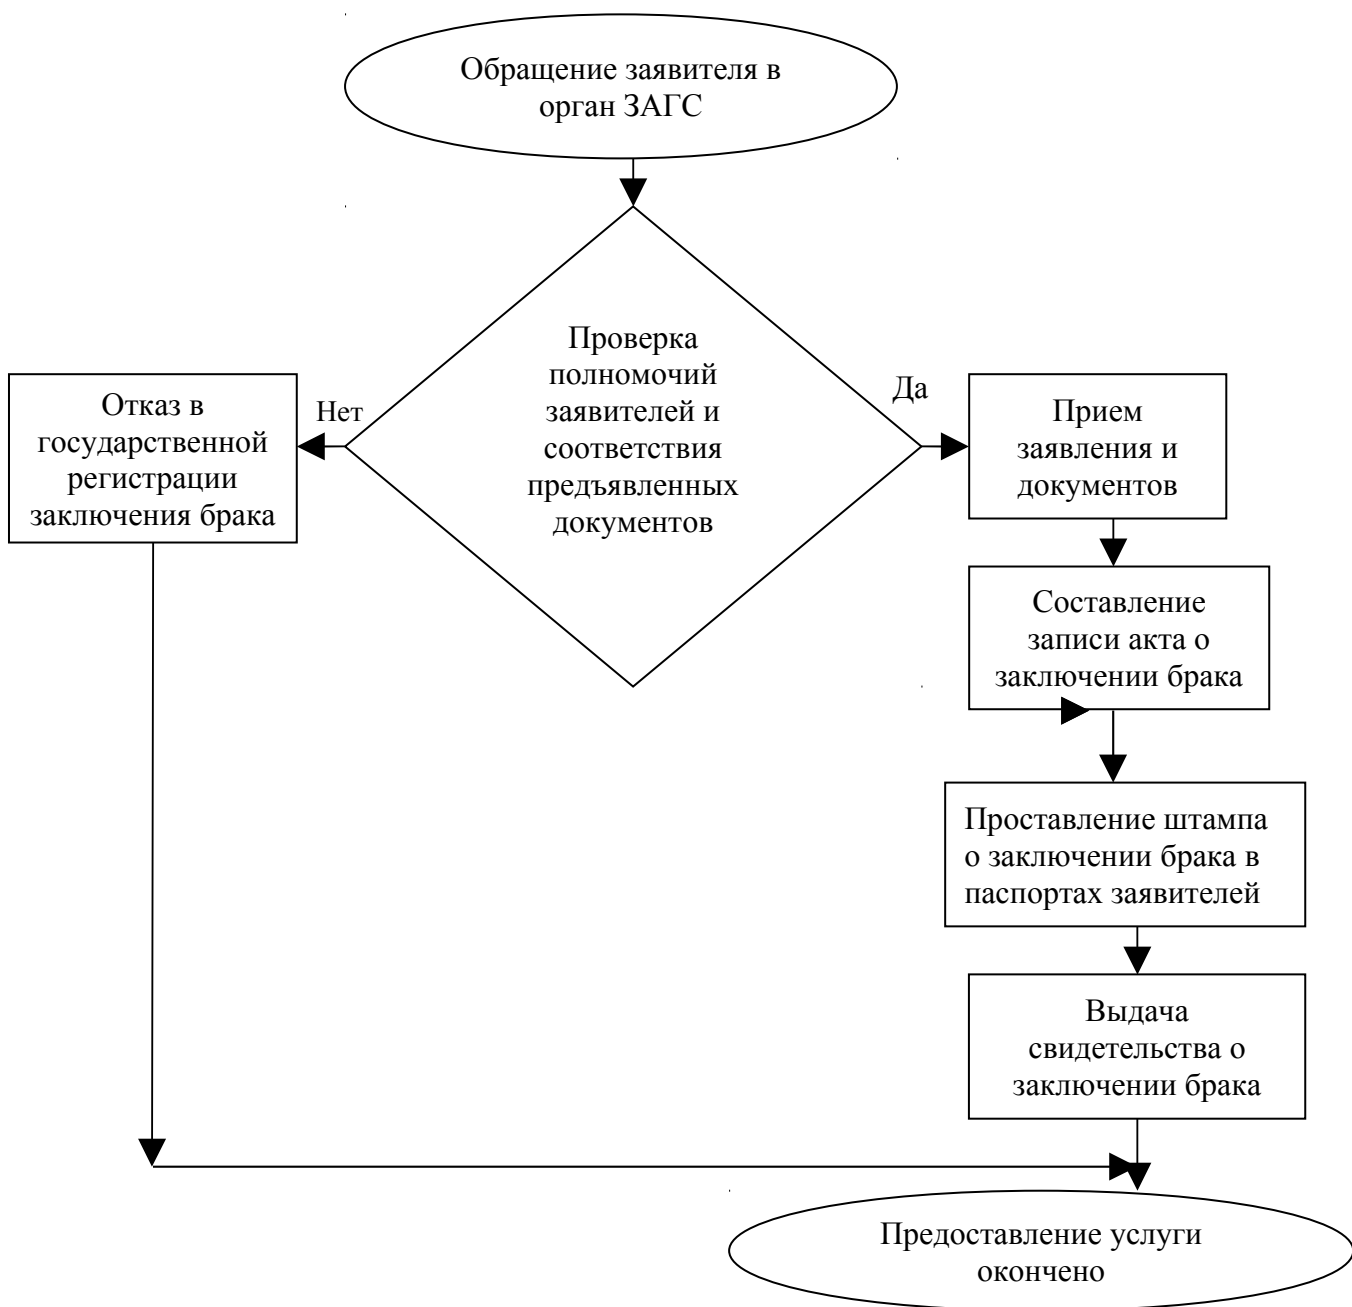 Обращение заявителя в
орган ЗАГС
Проверка
полномочий
заявителей и
соответствия
предъявленных
документов
Нет
Отказ в
государственной
регистрации
заключения брака
Да
Прием
заявления и
документов
Составление
записи акта о
заключении брака
Проставление штампа
о заключении брака в
паспортах заявителей
Выдача
свидетельства о
заключении брака
Предоставление услуги
окончено